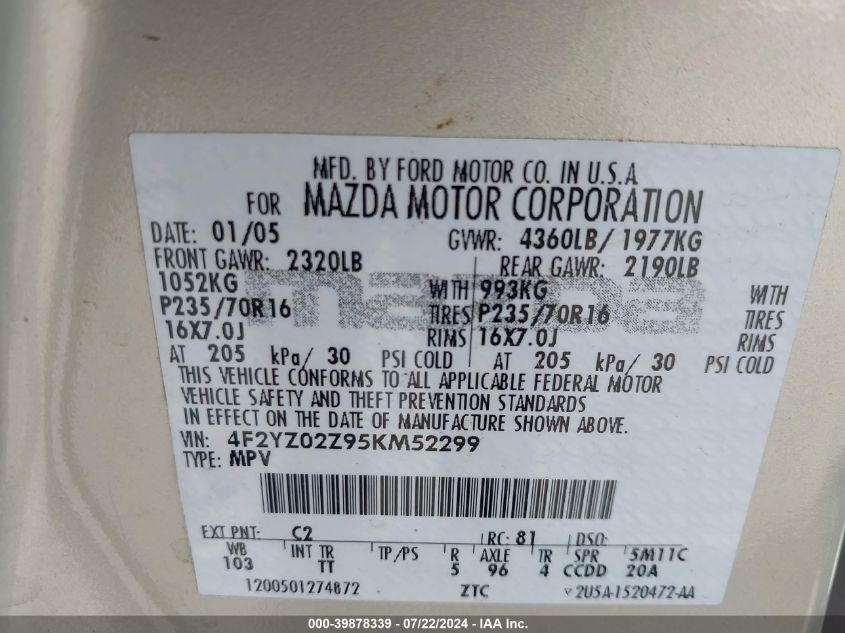 MFD. BY FORD MOTOR CO. IN U.S.A
FOR MAZDA MOTOR CORPORATION
DATE: 01/05 GVWR: 4360LB/ 1977KG
FRONT GAWR: 2320LB REAR GAWR: 2190LB
1052KG WITH 993KG WITH
P235/70R16 TIRES P235/70R16 TIRES
16X7.0J RIMS 16X7.0J RIMS
AT 205 kPa/ 30 PSI COLD AT 205 kPa/ 30 PSI COLD
THIS VEHICLE CONFORMS TO ALL APPLICABLE FEDERAL MOTOR
VEHICLE SAFETY AND THEFT PREVENTION STANDARDS
IN EFFECT ON THE DATE OF MANUFACTURE SHOWN ABOVE.
VIN: 4F2YZ02Z95KM52299
TYPE: MPV
EXT PNT: C2 RC: 81 DSO:
WB INT TR TP/PS R AXLE TR SPR 5M11C
103 TT 5 96 4 CCDD 20A
1200501274872 ZTC 2U5A-1520472-AA
mazda
000-39878339 - 07/22/2024 - IAA Inc.